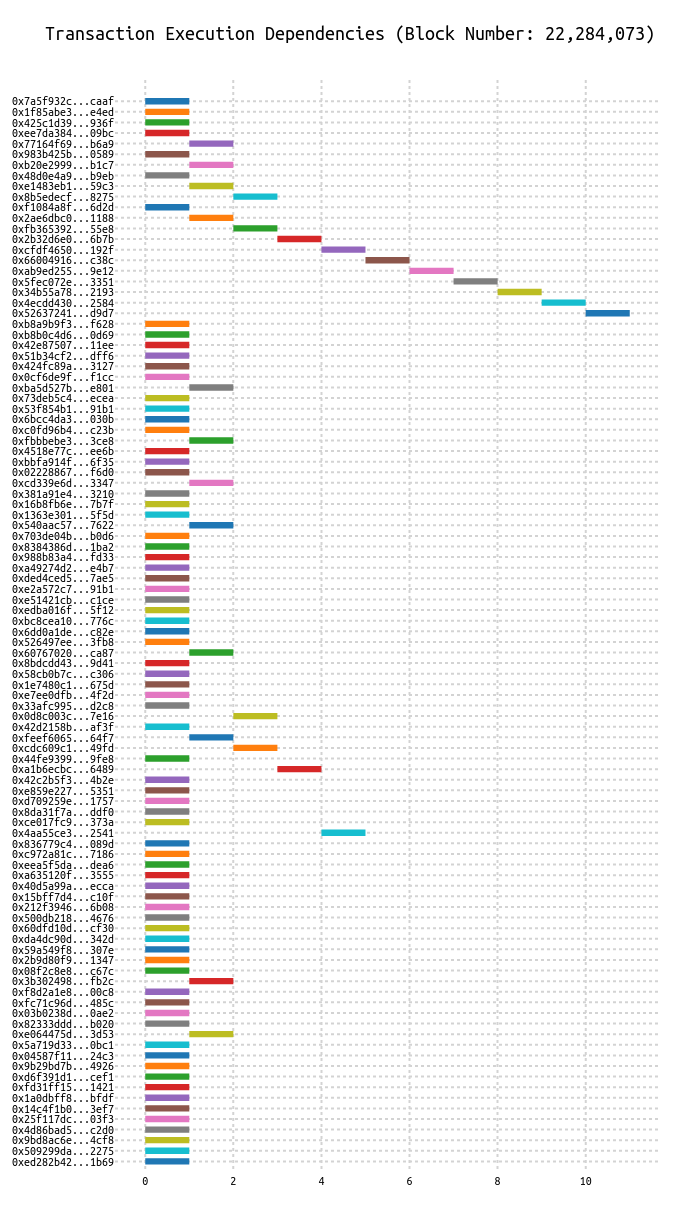 Transaction Execution Dependencies (Block Number: 22,284,073)
0x7a5f932c...caaf
0x1f85abe3...e4ed
0x425c1d39...936f
0xee7da384...09bc
0x77164f69...b6a9
0x983b425b...0589
0xb20e2999...b1c7
0x48d0e4a9...b9eb
0xe1483eb1...59c3
0x8b5edecf...8275
0xf1084a8f...6d2d
0x2ae6dbc0...1188
0xfb365392...55e8
0x2b32d6e0...6b7b
0xcfdf4650...192f
0x66004916...c38c
0xab9ed255...9e12
0x5fec072e...3351
0x34b55a78...2193
0x4ecdd430...2584
0x52637241...d9d7
0xb8a9b9f3...f628
0xb8b0c4d6...0d69
0x42e87507...11ee
0x51b34cf2...dff6
0x424fc89a...3127
0x0cf6de9f...f1cc
0xba5d527b...e801
0x73deb5c4...ecea
0x53f854b1...91b1
0x6bcc4da3...030b
0xc0fd96b4...c23b
0xfbbbebe3...3ce8
0x4518e77c...ee6b
0xbbfa914f...6f35
0x02228867...f6d0
0xcd339e6d...3347
0x381a91e4...3210
0x16b8fb6e...7b7f
0x1363e301...5f5d
0x540aac57...7622
0x703de04b...b0d6
0x8384386d...1ba2
0x988b83a4...fd33
0xa49274d2...e4b7
0xded4ced5...7ae5
0xe2a572c7...91b1
0xe51421cb...c1ce
0xedba016f...5f12
0xbc8cea10...776c
0x6dd0a1de...c82e
0x526497ee...3fb8
0x60767020...ca87
0x8bdcdd43...9d41
0x58cb0b7c...c306
0x1e7480c1...675d
0xe7ee0dfb...4f2d
0x33afc995...d2c8
0x0d8c003c...7e16
0x42d2158b...af3f
0xfeef6065...64f7
0xcdc609c1...49fd
0x44fe9399...9fe8
0xa1b6ecbc...6489
0x42c2b5f3...4b2e
0xe859e227...5351
0xd709259e...1757
0x8da31f7a...ddf0
0xce017fc9...373a
0x4aa55ce3...2541
0x836779c4...089d
0xc972a81c...7186
0xeea5f5da...dea6
0xa635120f...3555
0x40d5a99a...ecca
0x15bff7d4...c10f
0x212f3946...6b08
0x500db218...4676
0x60dfd10d...cf30
0xda4dc90d...342d
0x59a549f8...307e
0x2b9d80f9...1347
0x08f2c8e8...c67c
0x3b302498...fb2c
0xf8d2a1e8...00c8
0xfc71c96d...485c
0x03b0238d...0ae2
0x82333ddd...b020
0xe064475d...3d53
0x5a719d33...0bc1
0x04587f11...24c3
0x9b29bd7b...4926
0xd6f391d1...cef1
0xfd31ff15...1421
0x1a0dbff8...bfdf
0x14c4f1b0...3ef7
0x25f117dc...03f3
0x4d86bad5...c2d0
0x9bd8ac6e...4cf8
0x509299da...2275
0xed282b42...1b69
0 2 4 6 8 10